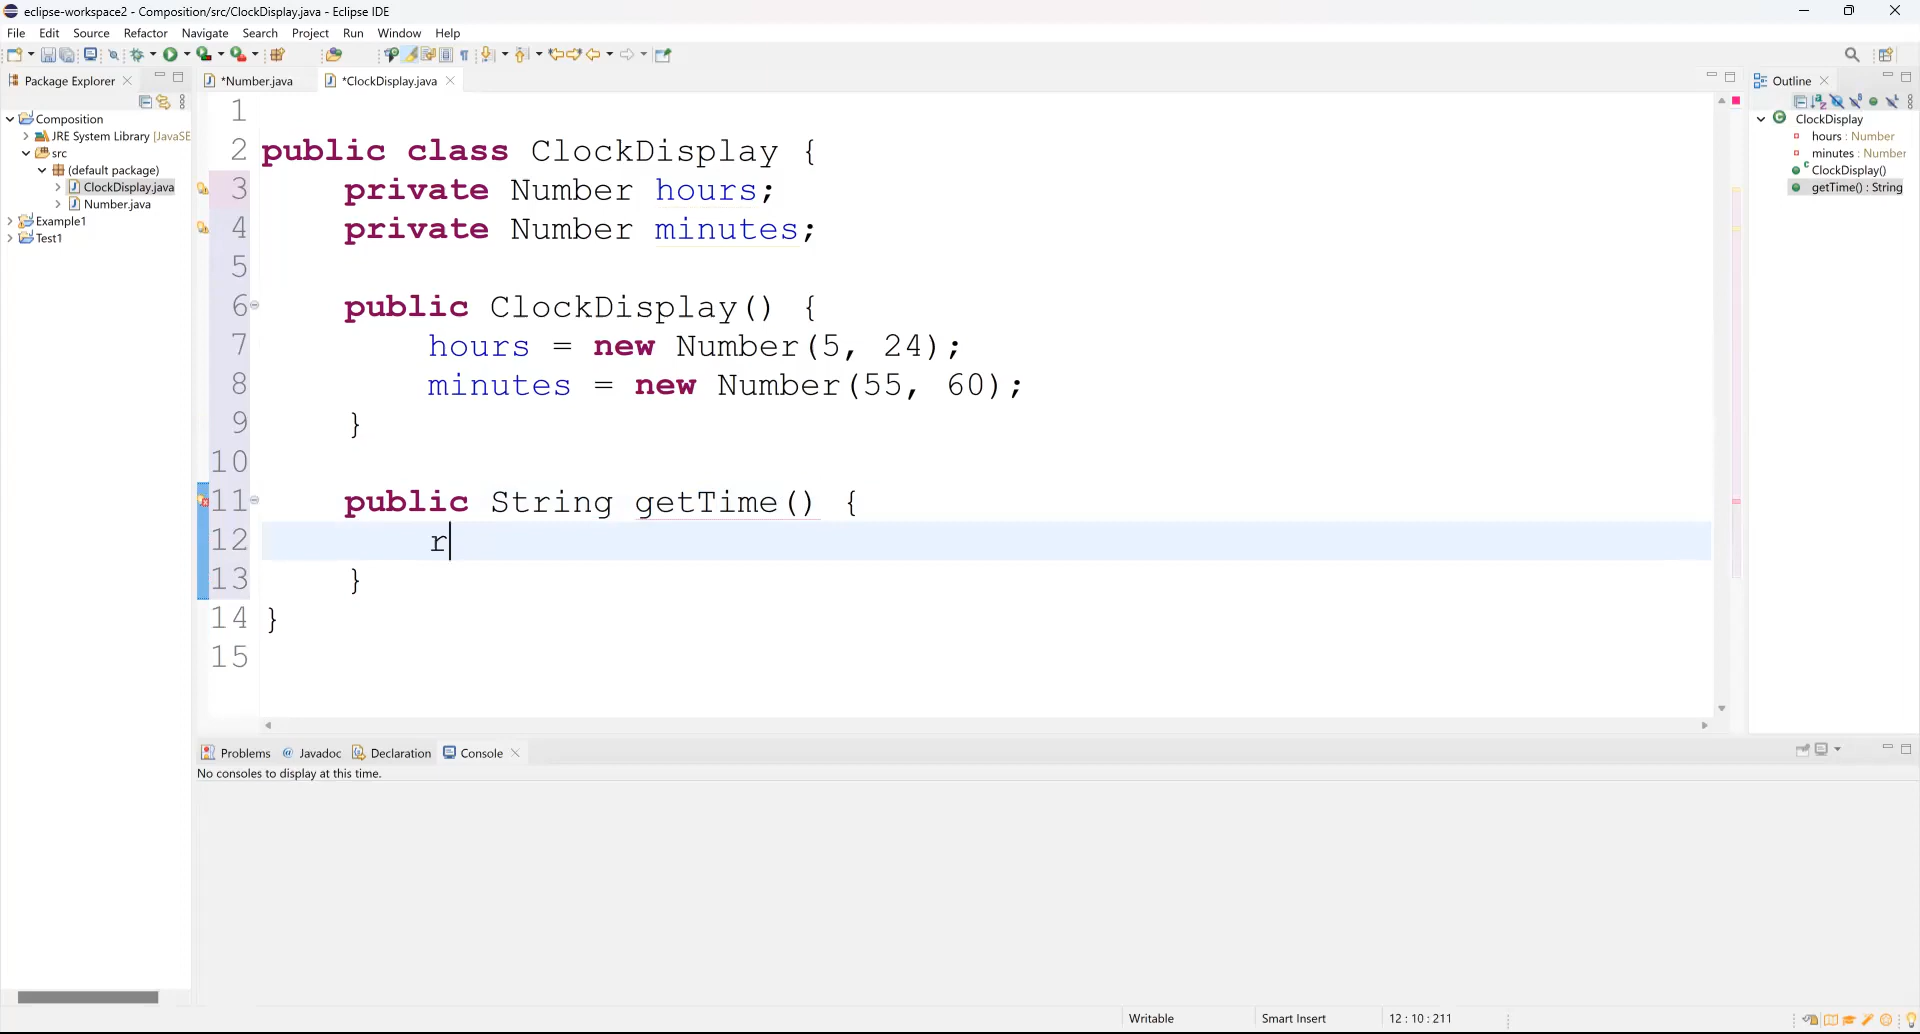 eclipse-workspace2 - Composition/src/ClockDisplay.java - Eclipse IDE
File Edit Source Refactor Navigate Search Project Run Window Help
Package Explorer
*Number.java
*ClockDisplay.java
Outline
Composition
JRE System Library [JavaSE
src
(default package)
ClockDisplay.java
Number.java
Example1
Test1
1
2 public class ClockDisplay {
3 private Number hours;
4 private Number minutes;
5
6 public ClockDisplay() {
7 hours = new Number(5, 24);
8 minutes = new Number(55, 60);
9 }
10
11 public String getTime() {
12 r
13 }
14 }
15
ClockDisplay
hours : Number
minutes : Number
ClockDisplay()
getTime() : String
Problems @ Javadoc Declaration Console
No consoles to display at this time.
Writable Smart Insert 12 : 10 : 211